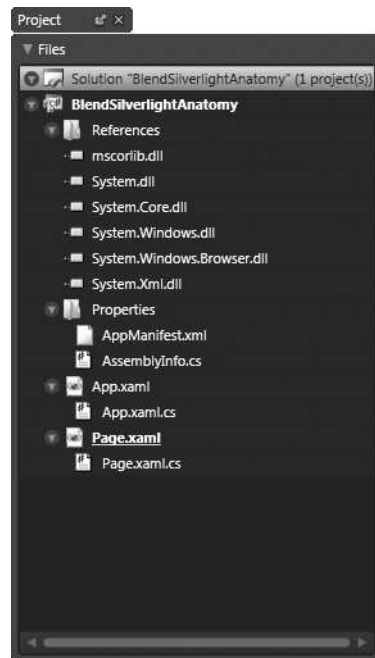 Project
Files
Solution "BlendSilverlightAnatomy" (1 project(s))
BlendSilverlightAnatomy
References
mscorlib.dll
System.dll
System.Core.dll
System.Windows.dll
System.Windows.Browser.dll
System.Xml.dll
Properties
AppManifest.xml
AssemblyInfo.cs
App.xaml
App.xaml.cs
Page.xaml
Page.xaml.cs